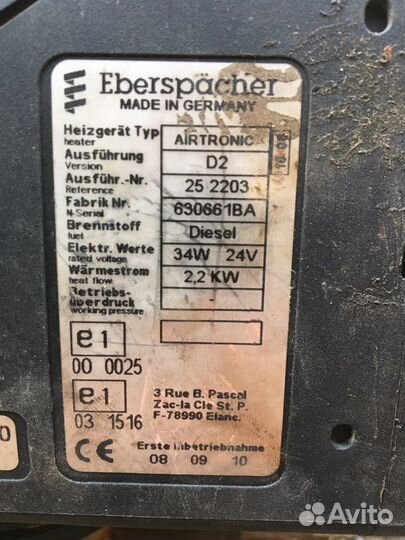 Eberspächer
MADE IN GERMANY
Heizgerät Typ AIRTRONIC
heater
Ausführung D2
Version
Ausführ.-Nr. 25 2203
Reference
Fabrik Nr. 630661BA
N-Serial
Brennstoff Diesel
fuel
Elektr. Werte 34W 24V
rated voltage
Wärmestrom 2,2 KW
heat flow
Betriebs-
überdruck -
working pressure
e1
00 0025
e1
03 1516
3 Rue B. Pascal
Zac-la Cle St. P.
F-78990 Elanc.
CE
Erste Inbetriebnahme
08 09 10
0
Avito